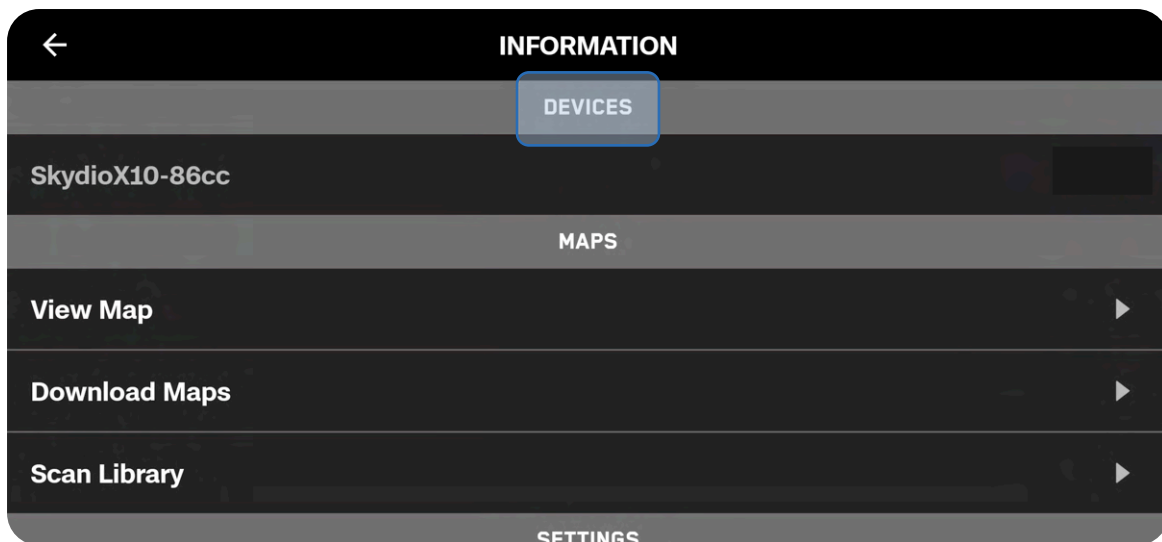 INFORMATION
DEVICES
SkydioX10-86cc
MAPS
View Map
Download Maps
Scan Library
SETTINGS